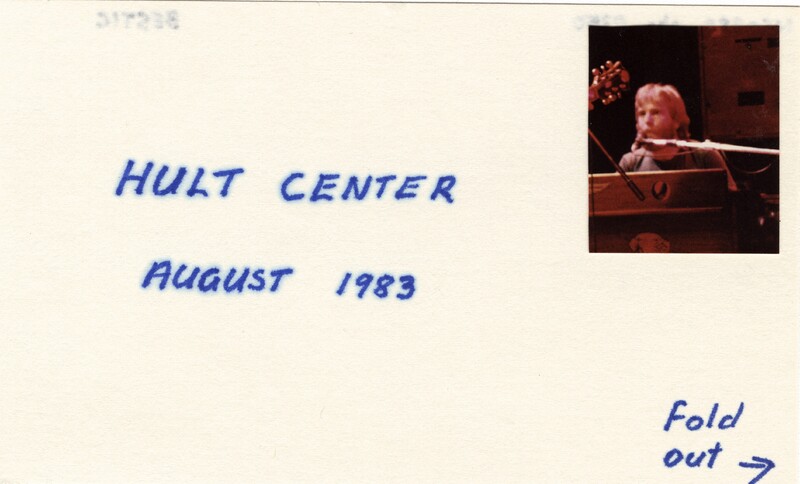 HULT CENTER
AUGUST 1983
Fold
out →